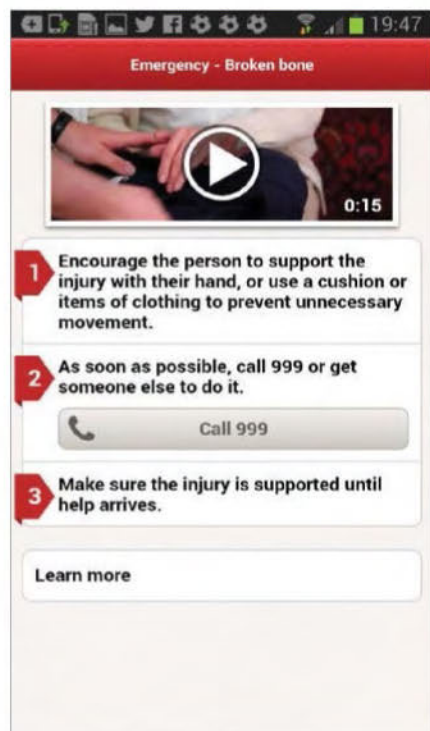 19:47
Emergency - Broken bone
0:15
1
Encourage the person to support the
injury with their hand, or use a cushion or
items of clothing to prevent unnecessary
movement.
2
As soon as possible, call 999 or get
someone else to do it.
Call 999
3
Make sure the injury is supported until
help arrives.
Learn more